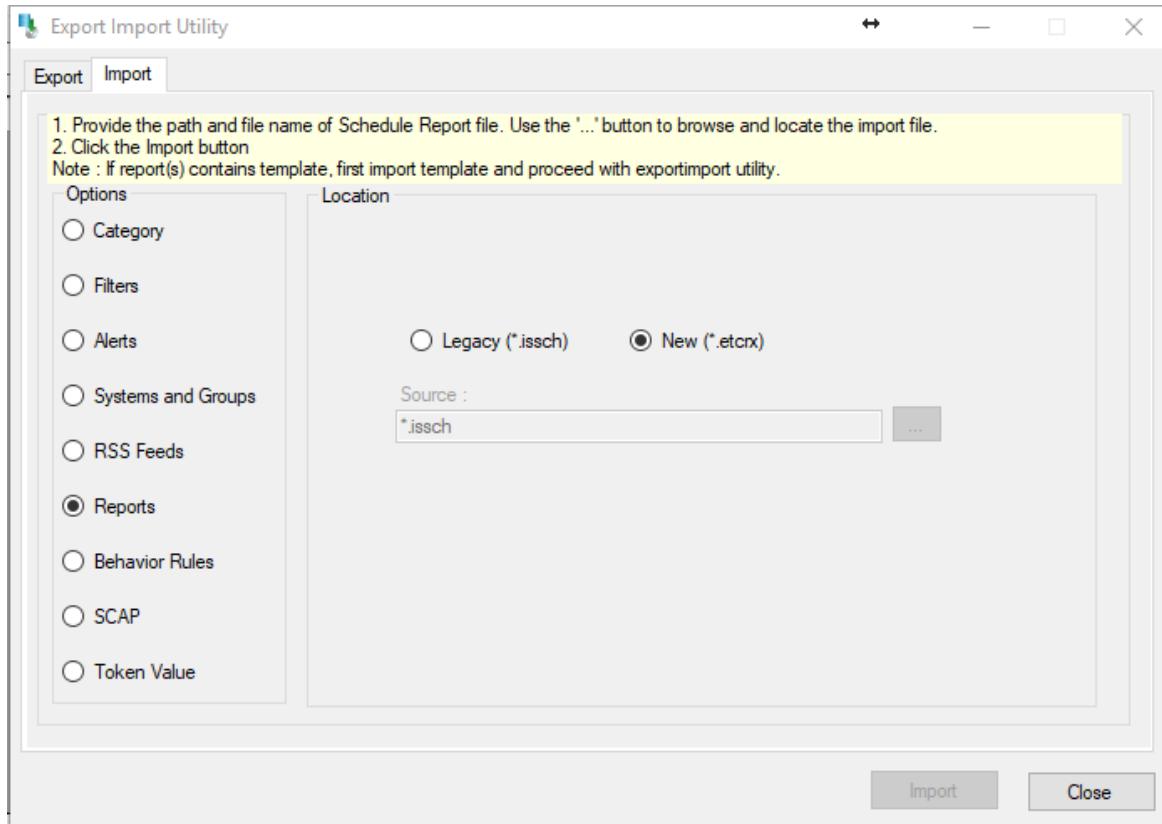 Export Import Utility
Export
Import
1. Provide the path and file name of Schedule Report file. Use the '...' button to browse and locate the import file.
2. Click the Import button
Note : If report(s) contains template, first import template and proceed with exportimport utility.
Options
Location
Category
Filters
Alerts
Legacy (*.issch)
New (*.etcrx)
Systems and Groups
Source :
*.issch
...
RSS Feeds
Reports
Behavior Rules
SCAP
Token Value
Import
Close